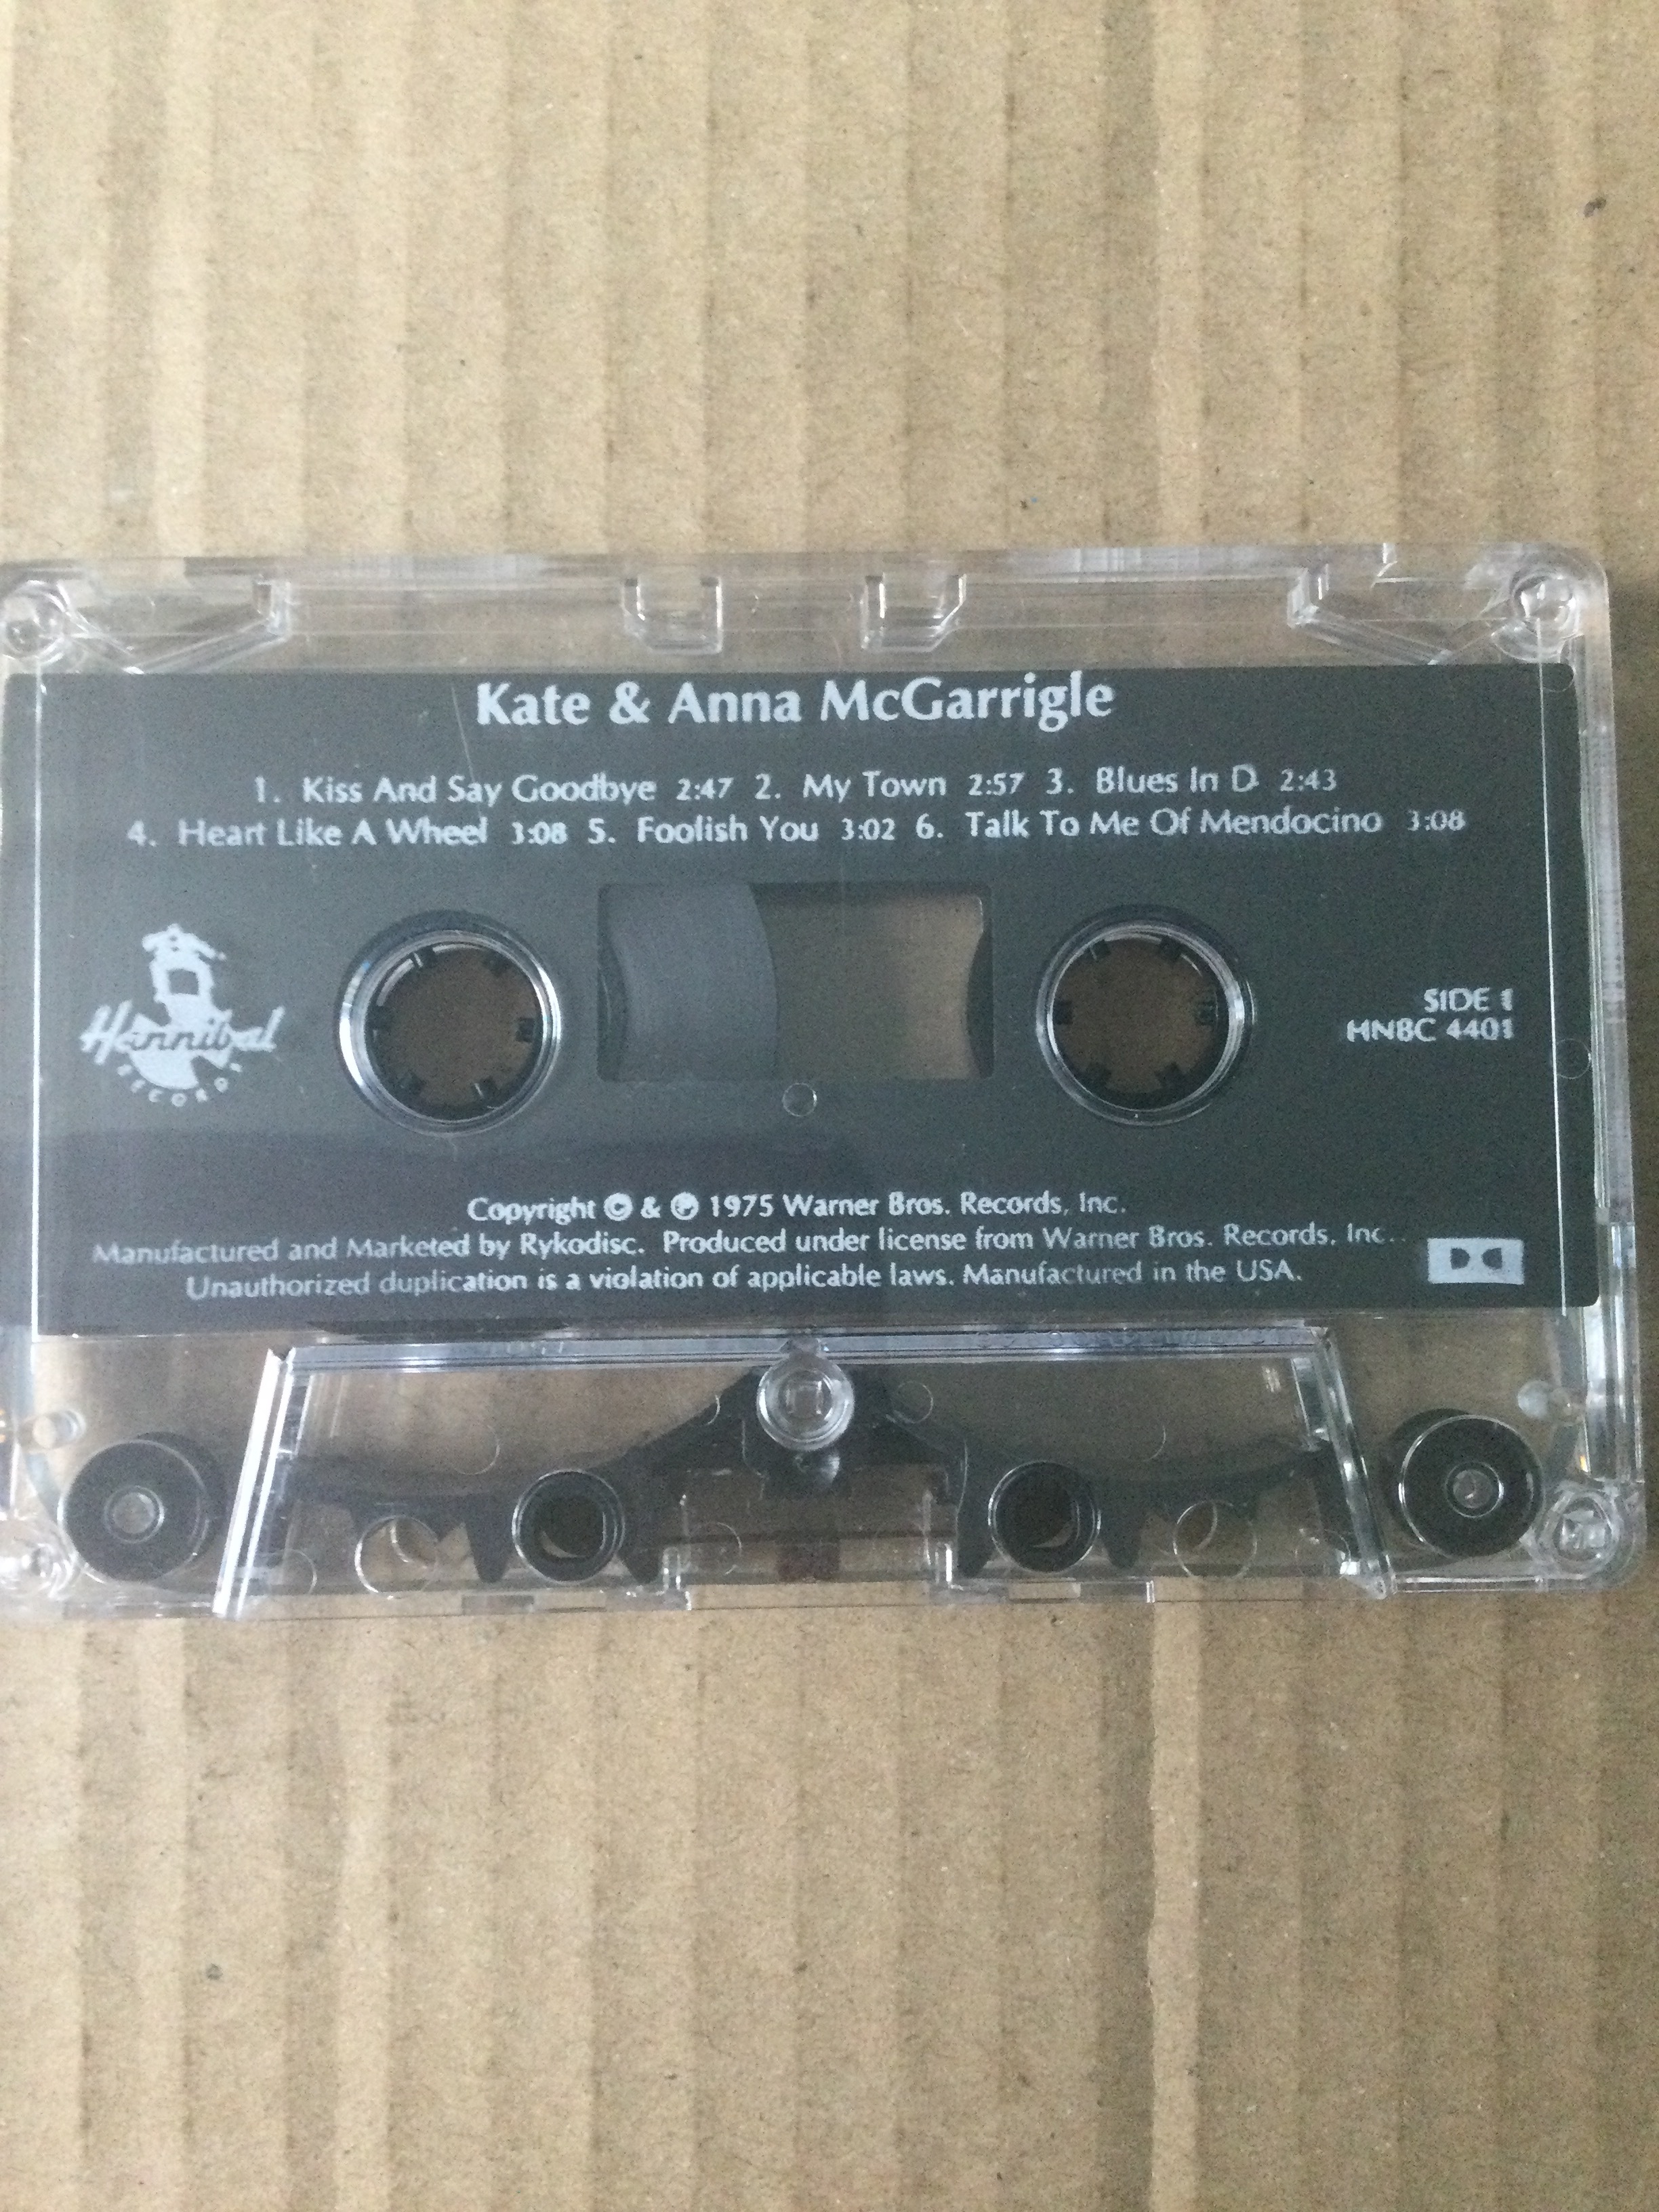 Kate & Anna McGarrigle
1. Kiss And Say Goodbye 2:47 2. My Town 2:57 3. Blues In D 2:43
4. Heart Like A Wheel 3:08 5. Foolish You 3:02 6. Talk To Me Of Mendocino 3:08
Hannibal
RECORDS
SIDE 1
HNBC 4401
Copyright © & ℗ 1975 Warner Bros. Records, Inc.
Manufactured and Marketed by Rykodisc. Produced under license from Warner Bros. Records, Inc..
Unauthorized duplication is a violation of applicable laws. Manufactured in the USA.